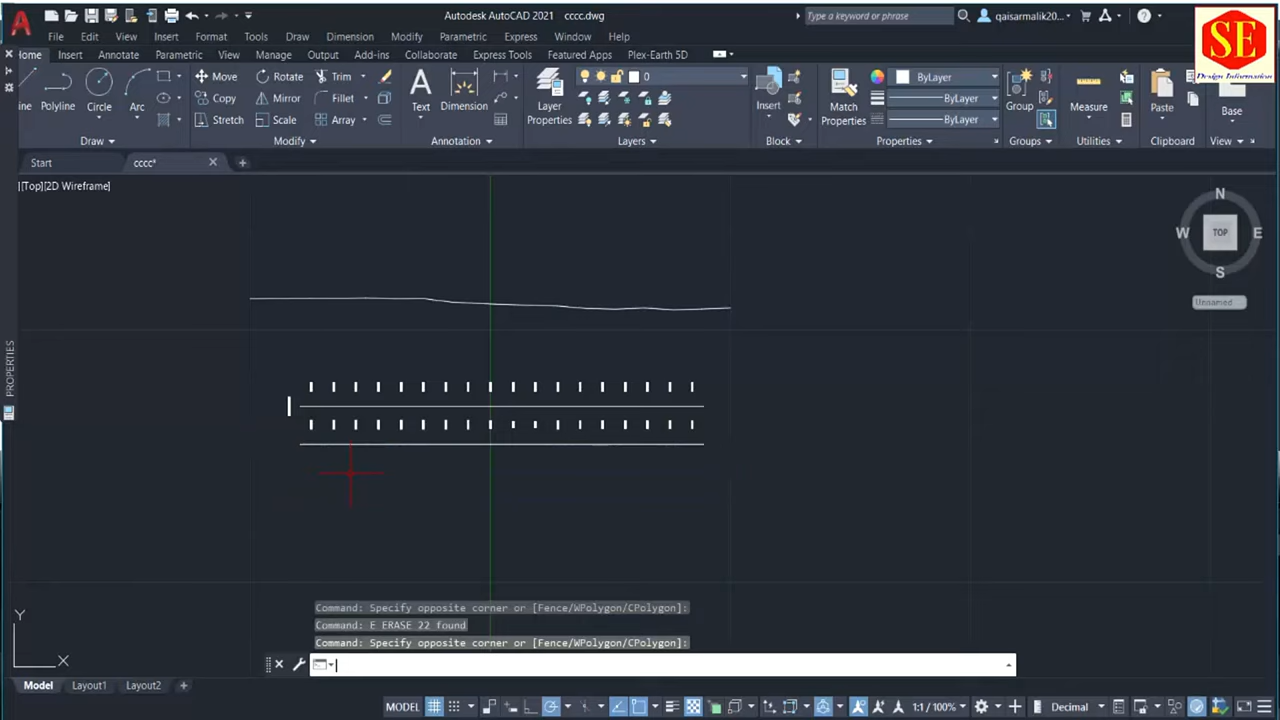 Autodesk AutoCAD 2021 cccc.dwg
Type a keyword or phrase
qaisarmalik20...
File Edit View Insert Format Tools Draw Dimension Modify Parametric Express Window Help
Home Insert Annotate Parametric View Manage Output Add-ins Collaborate Express Tools Featured Apps Plex-Earth 5D
SE
Design Information
Move Rotate Trim
0
ByLayer
Copy Mirror Fillet
ByLayer
Polyline Circle Arc
Text Dimension
Layer Properties
Insert
Match Properties
Group
Measure
Paste
Base
Stretch Scale Array
ByLayer
Draw Modify Annotation Layers Block Properties Groups Utilities Clipboard View
Start cccc*
[Top][2D Wireframe]
N
W TOP E
S
Unnamed
PROPERTIES
Command: Specify opposite corner or [Fence/WPolygon/CPolygon]:
Command: E ERASE 22 found
Command: Specify opposite corner or [Fence/WPolygon/CPolygon]:
Y
X
Model Layout1 Layout2
MODEL 1:1 / 100% Decimal